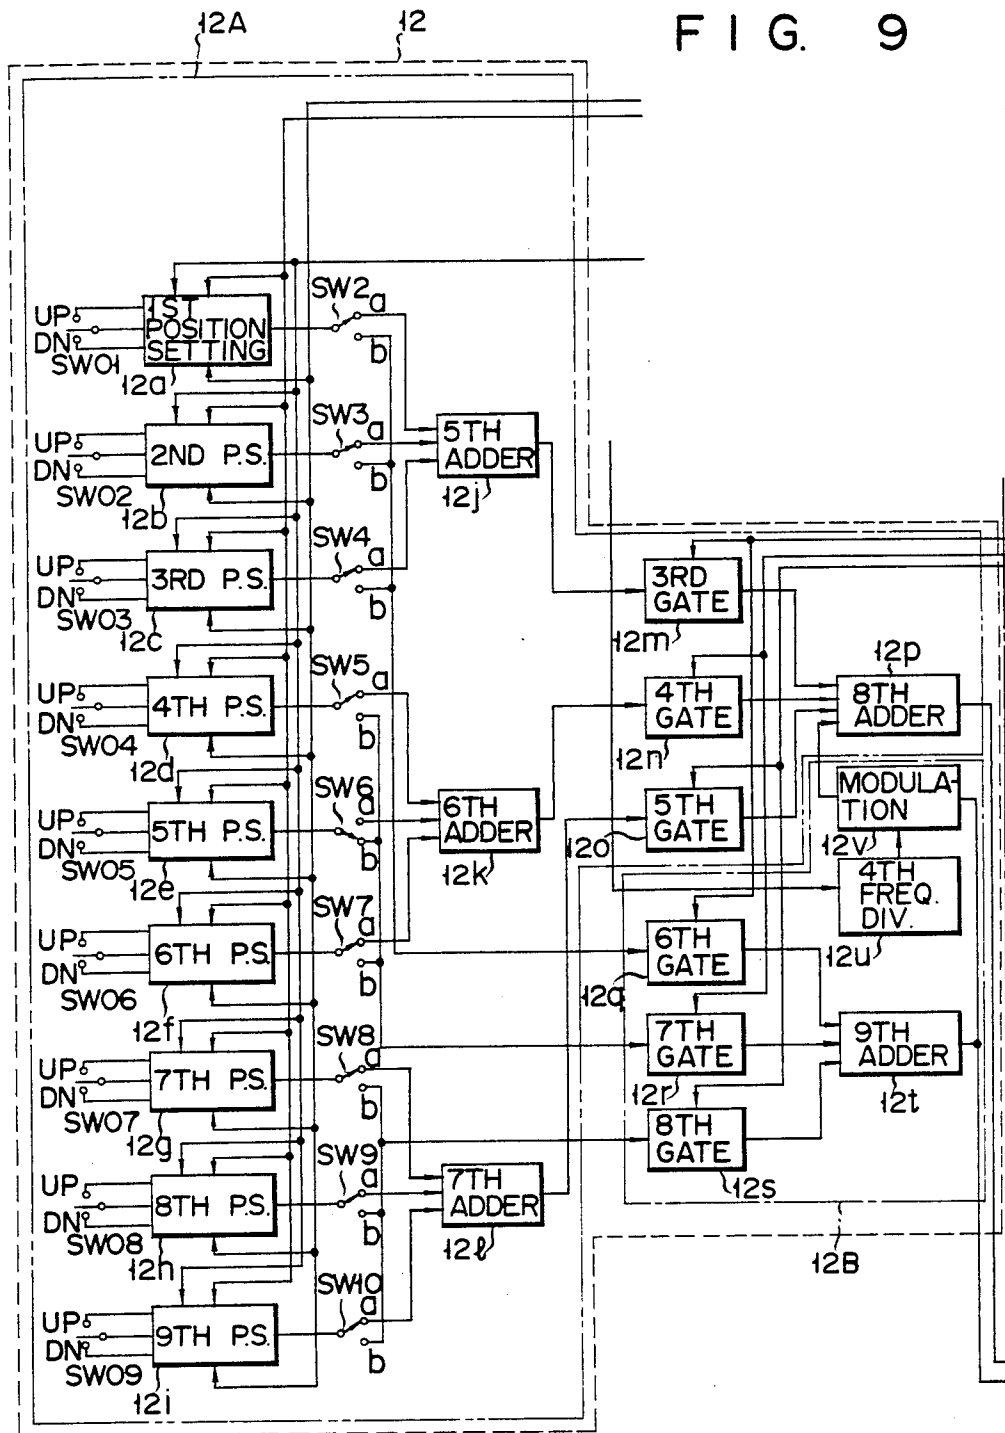 FIG. 9
12A
12
UP
DN
SW01
1ST
POSITION
SETTING
12a
SW2
a
b
UP
DN
SW02
2ND P.S.
12b
SW3
a
b
5TH
ADDER
12j
UP
DN
SW03
3RD P.S.
12c
SW4
a
b
3RD
GATE
12m
UP
DN
SW04
4TH P.S.
12d
SW5
a
b
4TH
GATE
12n
12p
8TH
ADDER
UP
DN
SW05
5TH P.S.
12e
SW6
a
b
6TH
ADDER
12k
5TH
GATE
12o
MODULA-
TION
12v
4TH
FREQ.
DIV.
12u
UP
DN
SW06
6TH P.S.
12f
SW7
a
b
6TH
GATE
12q
UP
DN
SW07
7TH P.S.
12g
SW8
a
b
7TH
GATE
12r
9TH
ADDER
12t
UP
DN
SW08
8TH P.S.
12h
SW9
a
b
7TH
ADDER
12l
8TH
GATE
12s
12B
UP
DN
SW09
9TH P.S.
12i
SW10
a
b